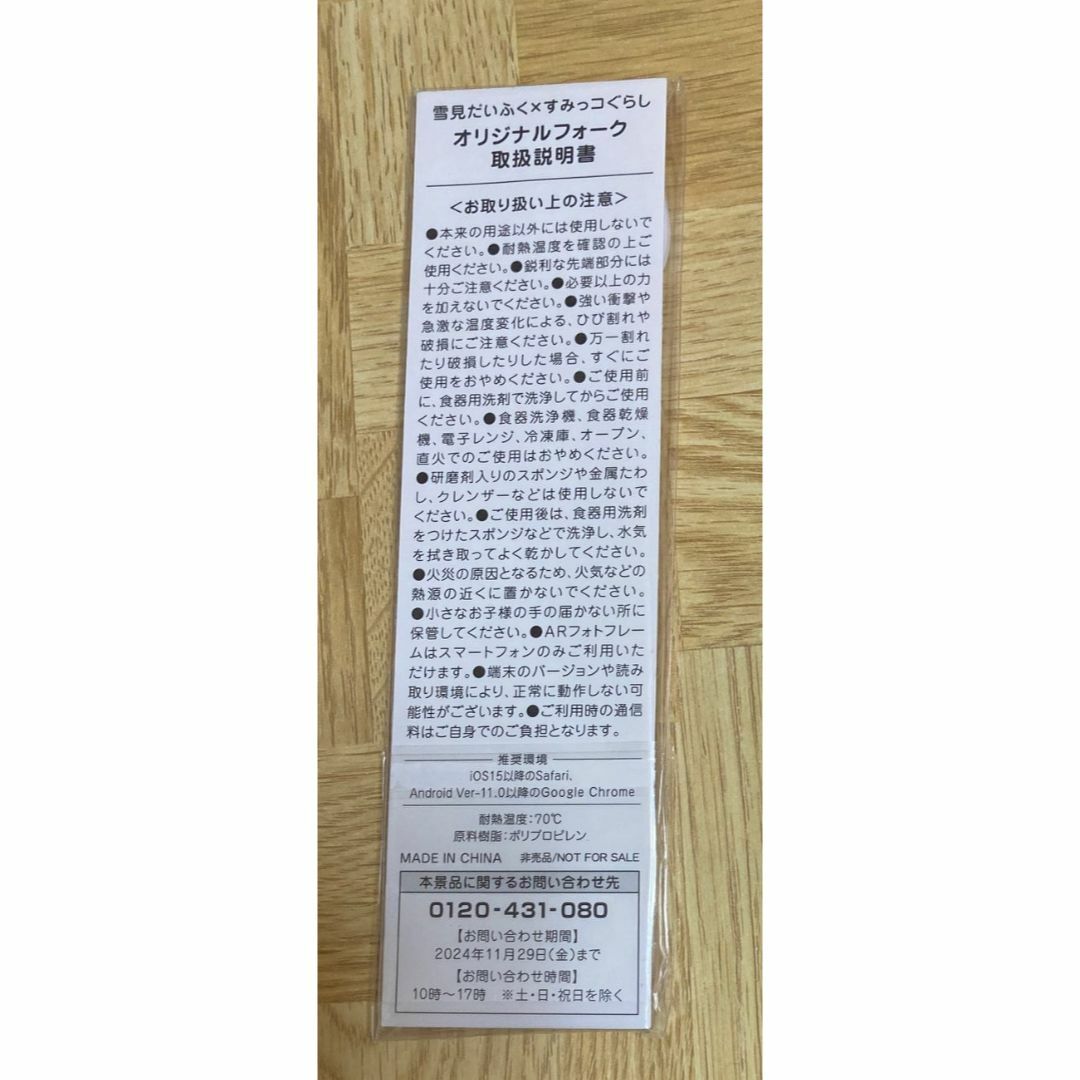 雪見だいふく×すみっコぐらし
オリジナルフォーク
取扱説明書
＜お取り扱い上の注意＞
●本来の用途以外には使用しないで
ください。●耐熱温度を確認の上ご
使用ください。●鋭利な先端部分には
十分ご注意ください。●必要以上の力
を加えないでください。●強い衝撃や
急激な温度変化による、ひび割れや
破損にご注意ください。●万一割れ
たり破損したりした場合、すぐにご
使用をおやめください。●ご使用前
に、食器用洗剤で洗浄してからご使用
ください。●食器洗浄機、食器乾燥
機、電子レンジ、冷凍庫、オーブン、
直火でのご使用はおやめください。
●研磨剤入りのスポンジや金属たわ
し、クレンザーなどは使用しないで
ください。●ご使用後は、食器用洗剤
をつけたスポンジなどで洗浄し、水気
を拭き取ってよく乾かしてください。
●火災の原因となるため、火気などの
熱源の近くに置かないでください。
●小さなお子様の手の届かない所に
保管してください。●ARフォトフレー
ムはスマートフォンのみご利用いた
だけます。●端末のバージョンや読み
取り環境により、正常に動作しない可
能性がございます。●ご利用時の通信
料はご自身でのご負担となります。
推奨環境
iOS15以降のSafari、
Android Ver-11.0以降のGoogle Chrome
耐熱温度：70℃
原料樹脂：ポリプロピレン
MADE IN CHINA 非売品/NOT FOR SALE
本景品に関するお問い合わせ先
0120-431-080
【お問い合わせ期間】
2024年11月29日（金）まで
【お問い合わせ時間】
10時～17時 ※土・日・祝日を除く